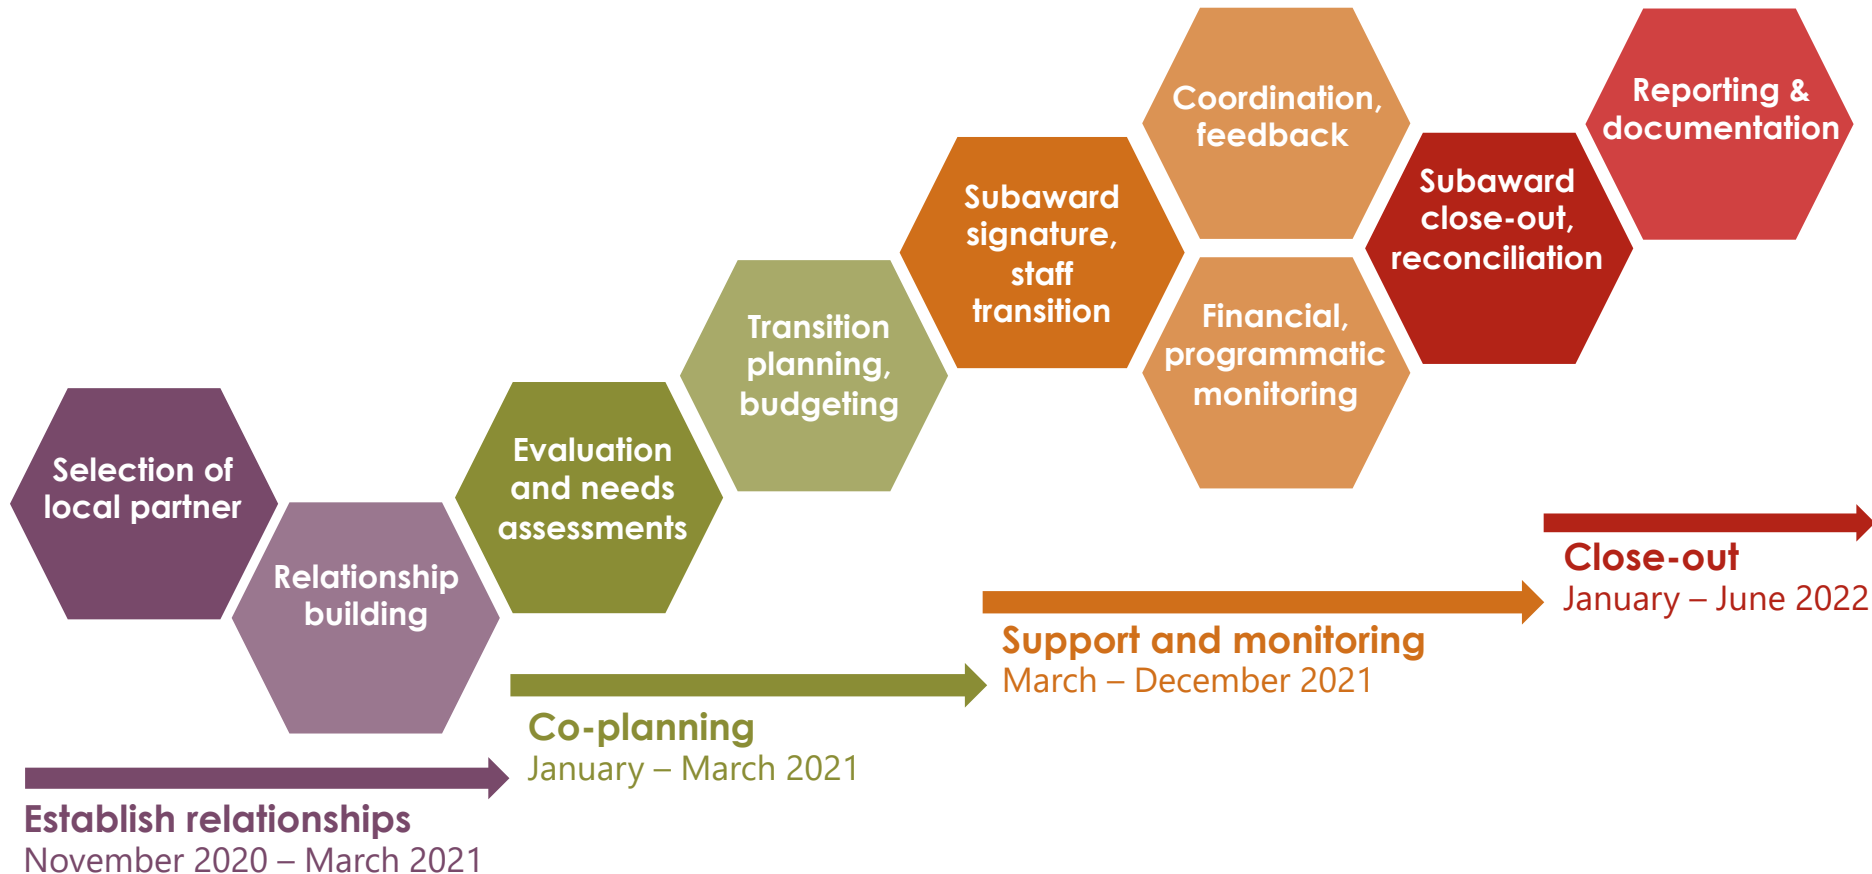 Selection of
local partner
Relationship
building
Evaluation
and needs
assessments
Transition
planning,
budgeting
Subaward
signature,
staff
transition
Coordination,
feedback
Financial,
programmatic
monitoring
Subaward
close-out,
reconciliation
Reporting &
documentation
Establish relationships
November 2020 – March 2021
Co-planning
January – March 2021
Support and monitoring
March – December 2021
Close-out
January – June 2022